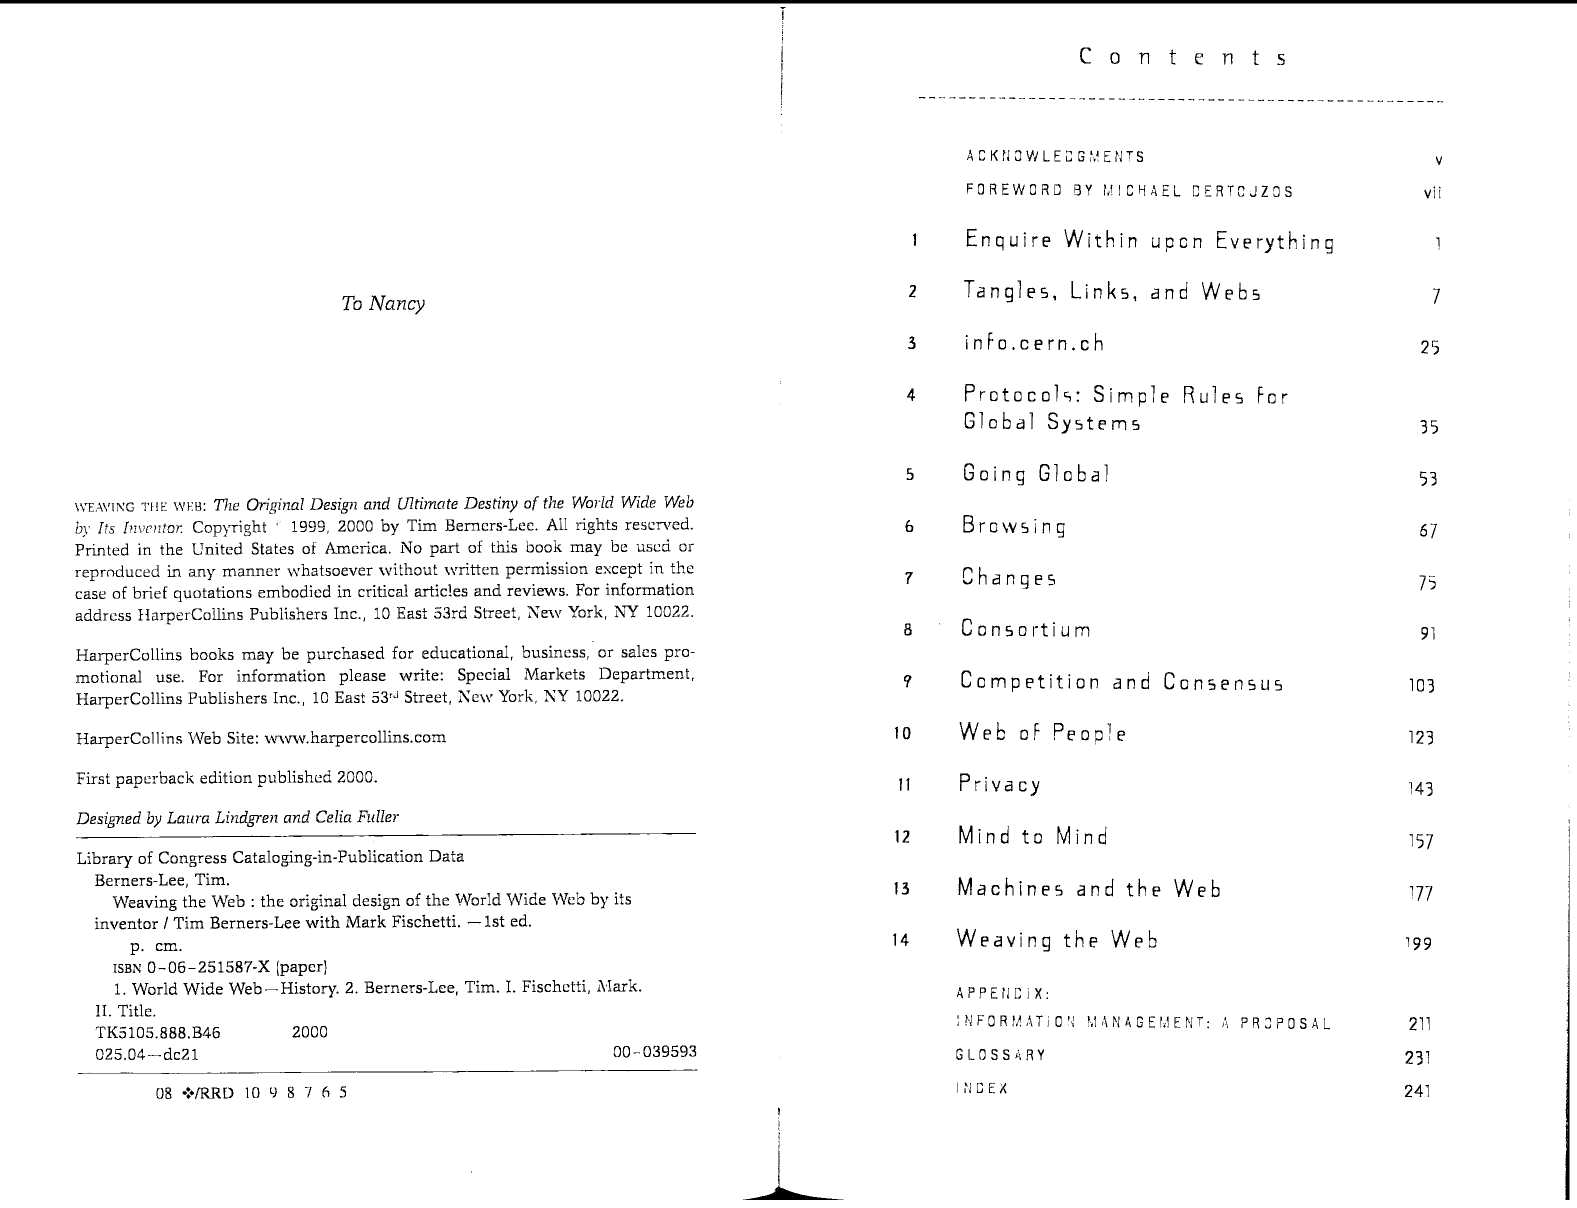 To Nancy
WEAVING THE WEB: The Original Design and Ultimate Destiny of the World Wide Web
by Its Inventor. Copyright 1999, 2000 by Tim Berners-Lee. All rights reserved.
Printed in the United States of America. No part of this book may be used or
reproduced in any manner whatsoever without written permission except in the
case of brief quotations embodied in critical articles and reviews. For information
address HarperCollins Publishers Inc., 10 East 53rd Street, New York, NY 10022.
HarperCollins books may be purchased for educational, business, or sales pro-
motional use. For information please write: Special Markets Department,
HarperCollins Publishers Inc., 10 East 53rd Street, New York, NY 10022.
HarperCollins Web Site: www.harpercollins.com
First paperback edition published 2000.
Designed by Laura Lindgren and Celia Fuller
Library of Congress Cataloging-in-Publication Data
Berners-Lee, Tim.
Weaving the Web : the original design of the World Wide Web by its
inventor / Tim Berners-Lee with Mark Fischetti. —1st ed.
p. cm.
ISBN 0-06-251587-X (paper)
1. World Wide Web—History. 2. Berners-Lee, Tim. I. Fischetti, Mark.
II. Title.
TK5105.888.B46 2000
025.04—dc21 00-039593
08 ❖/RRD 10 9 8 7 6 5
Contents
ACKNOWLEDGMENTS v
FOREWORD BY MICHAEL DERTOUZOS vii
1 Enquire Within upon Everything 1
2 Tangles, Links, and Webs 7
3 info.cern.ch 25
4 Protocols: Simple Rules for
Global Systems 35
5 Going Global 53
6 Browsing 67
7 Changes 75
8 Consortium 91
9 Competition and Consensus 103
10 Web of People 123
11 Privacy 143
12 Mind to Mind 157
13 Machines and the Web 177
14 Weaving the Web 199
APPENDIX:
INFORMATION MANAGEMENT: A PROPOSAL 211
GLOSSARY 231
INDEX 241